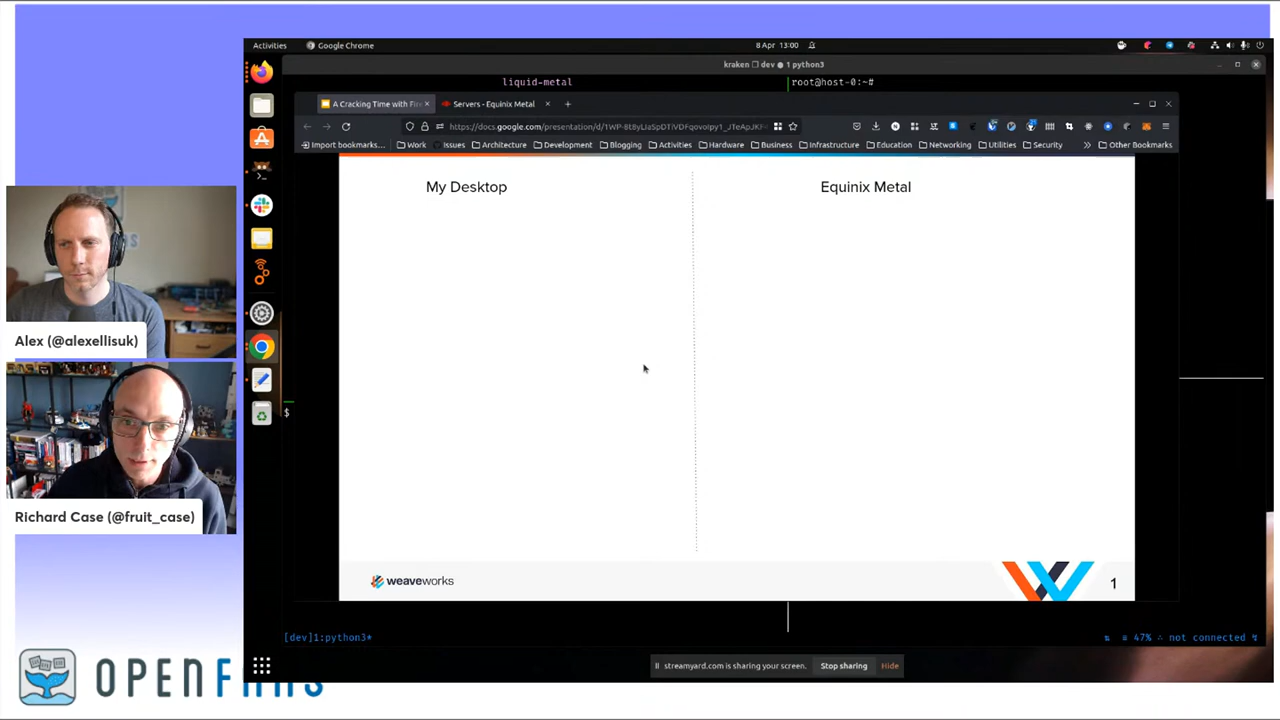 Activities
Google Chrome
8 Apr 13:00
kraken ❐ dev ● 1 python3
liquid-metal
root@host-0:~#
A Cracking Time with Fire
Servers - Equinix Metal
Import bookmarks...
Work
Issues
Architecture
Development
Blogging
Activities
Hardware
Business
Infrastructure
Education
Networking
Utilities
Security
Other Bookmarks
My Desktop
Equinix Metal
Alex (@alexellisuk)
$
Richard Case (@fruit_case)
weaveworks
1
[dev]1:python3*
47%
not connected
streamyard.com is sharing your screen.
Stop sharing
Hide